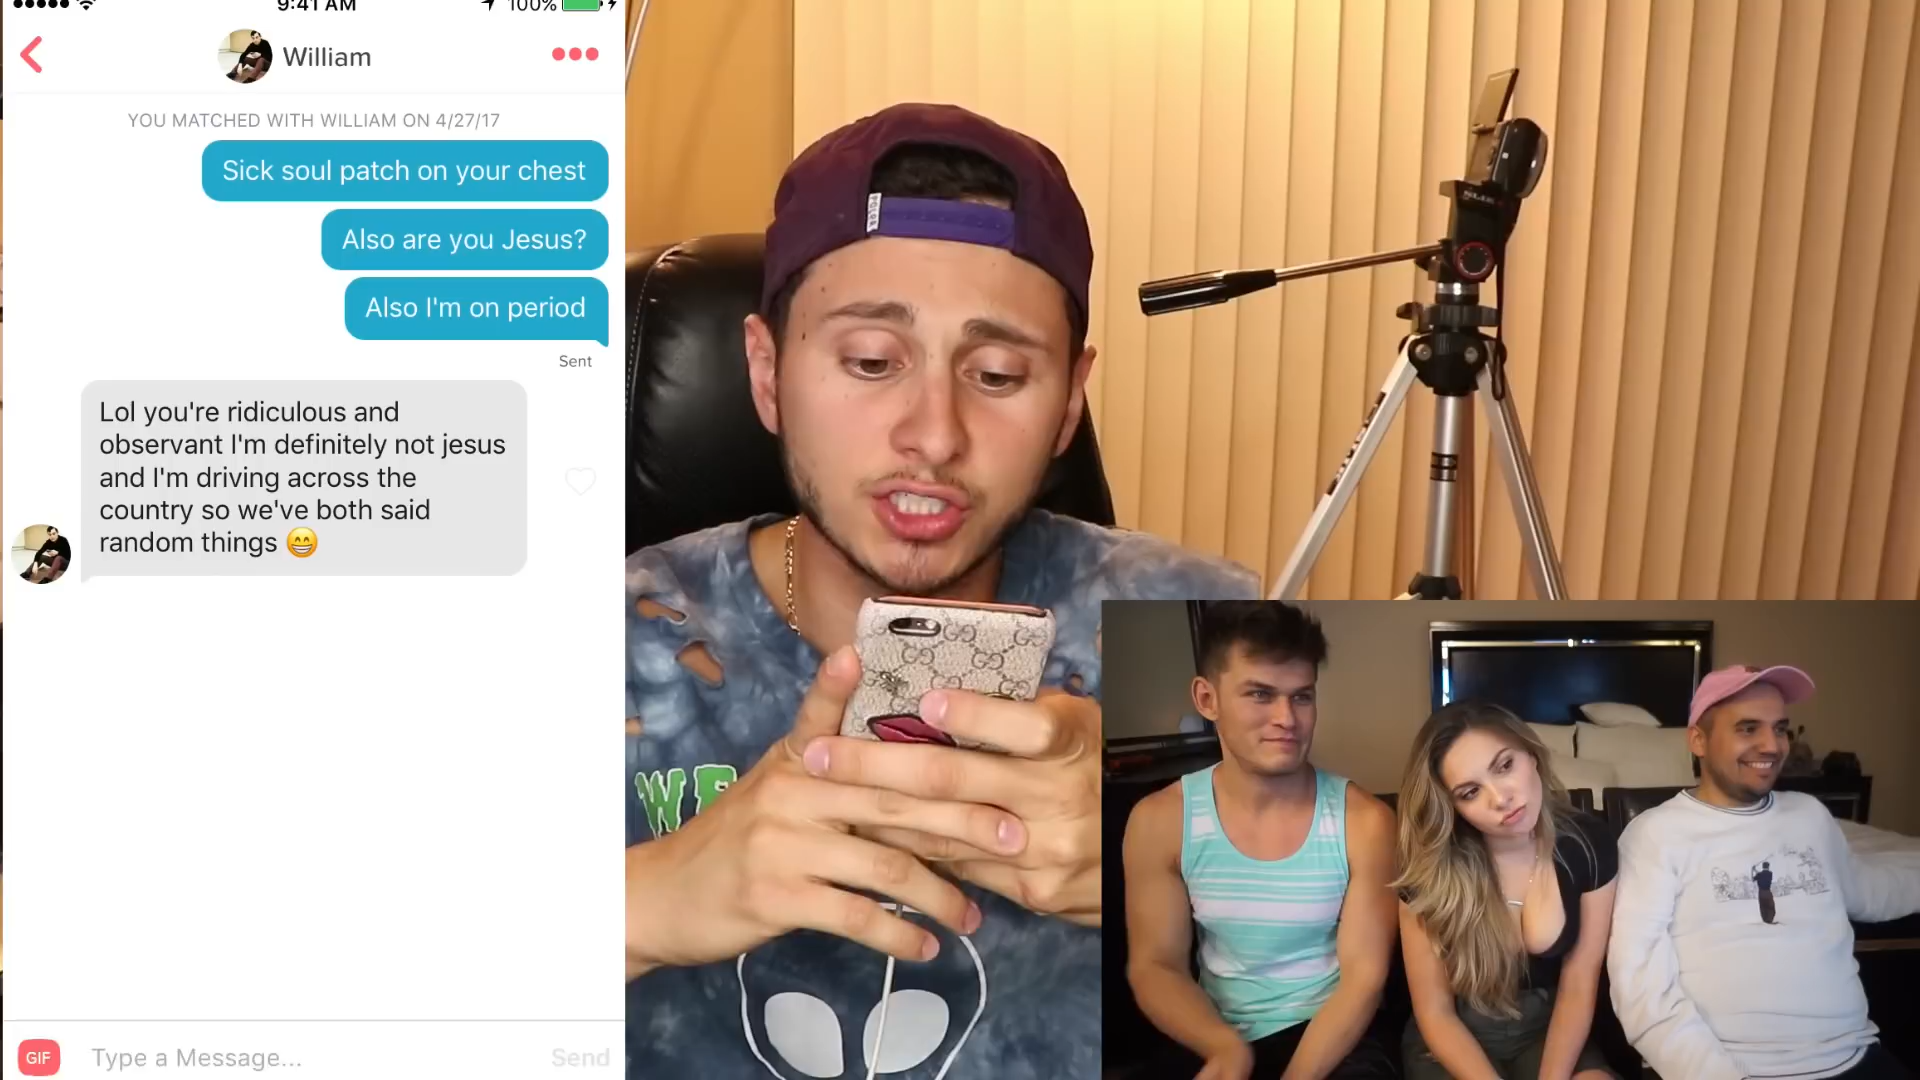 9:41 AM
100%
William
YOU MATCHED WITH WILLIAM ON 4/27/17
Sick soul patch on your chest
Also are you Jesus?
Also I'm on period
Sent
Lol you're ridiculous and
observant I'm definitely not jesus
and I'm driving across the
country so we've both said
random things
GIF
Type a Message...
Send
POLER
WE